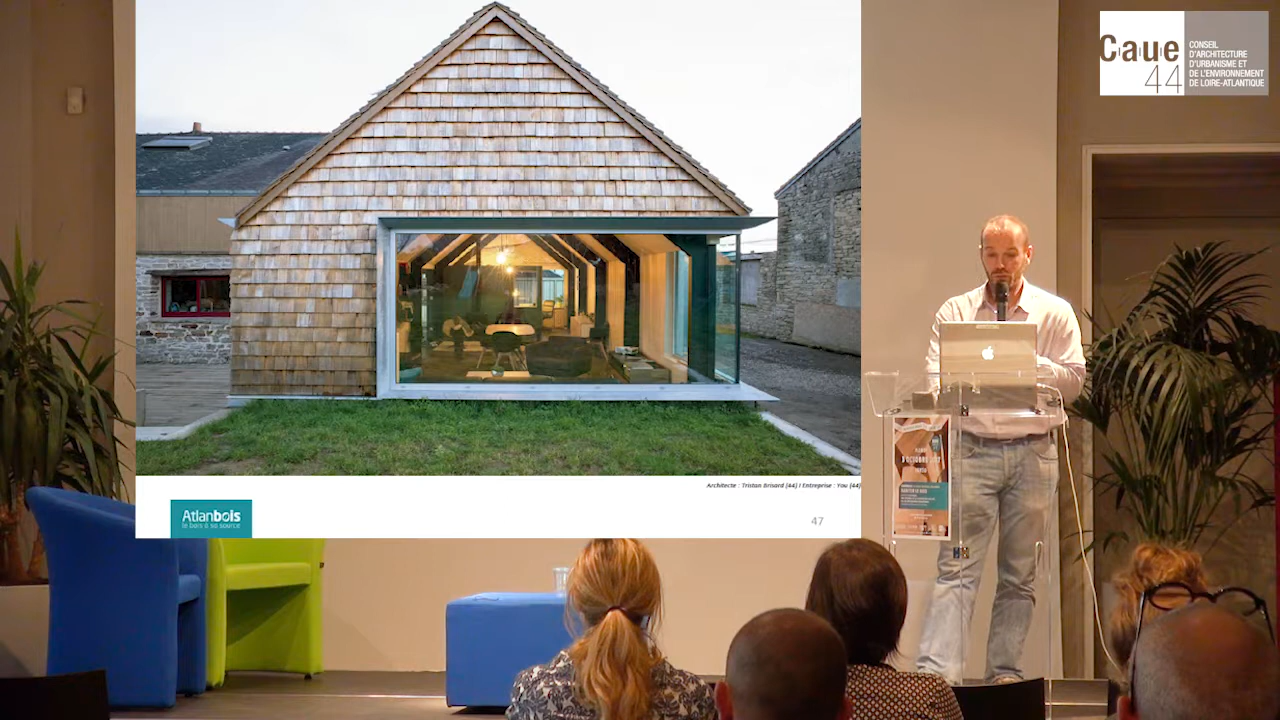 Caue
44
CONSEIL
D'ARCHITECTURE
D'URBANISME ET
DE L'ENVIRONNEMENT
DE LOIRE-ATLANTIQUE
Architecte : Tristan Brisard (44) I Entreprise : You (44)
Atlanbois
le bois à sa source
47